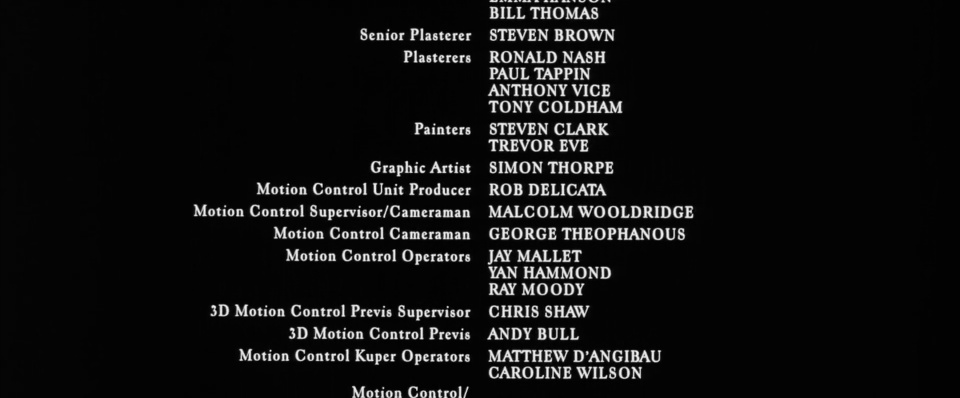 BILL THOMAS
Senior Plasterer STEVEN BROWN
Plasterers RONALD NASH
PAUL TAPPIN
ANTHONY VICE
TONY COLDHAM
Painters STEVEN CLARK
TREVOR EVE
Graphic Artist SIMON THORPE
Motion Control Unit Producer ROB DELICATA
Motion Control Supervisor/Cameraman MALCOLM WOOLDRIDGE
Motion Control Cameraman GEORGE THEOPHANOUS
Motion Control Operators JAY MALLET
YAN HAMMOND
RAY MOODY
3D Motion Control Previs Supervisor CHRIS SHAW
3D Motion Control Previs ANDY BULL
Motion Control Kuper Operators MATTHEW D'ANGIBAU
CAROLINE WILSON
Motion Control/